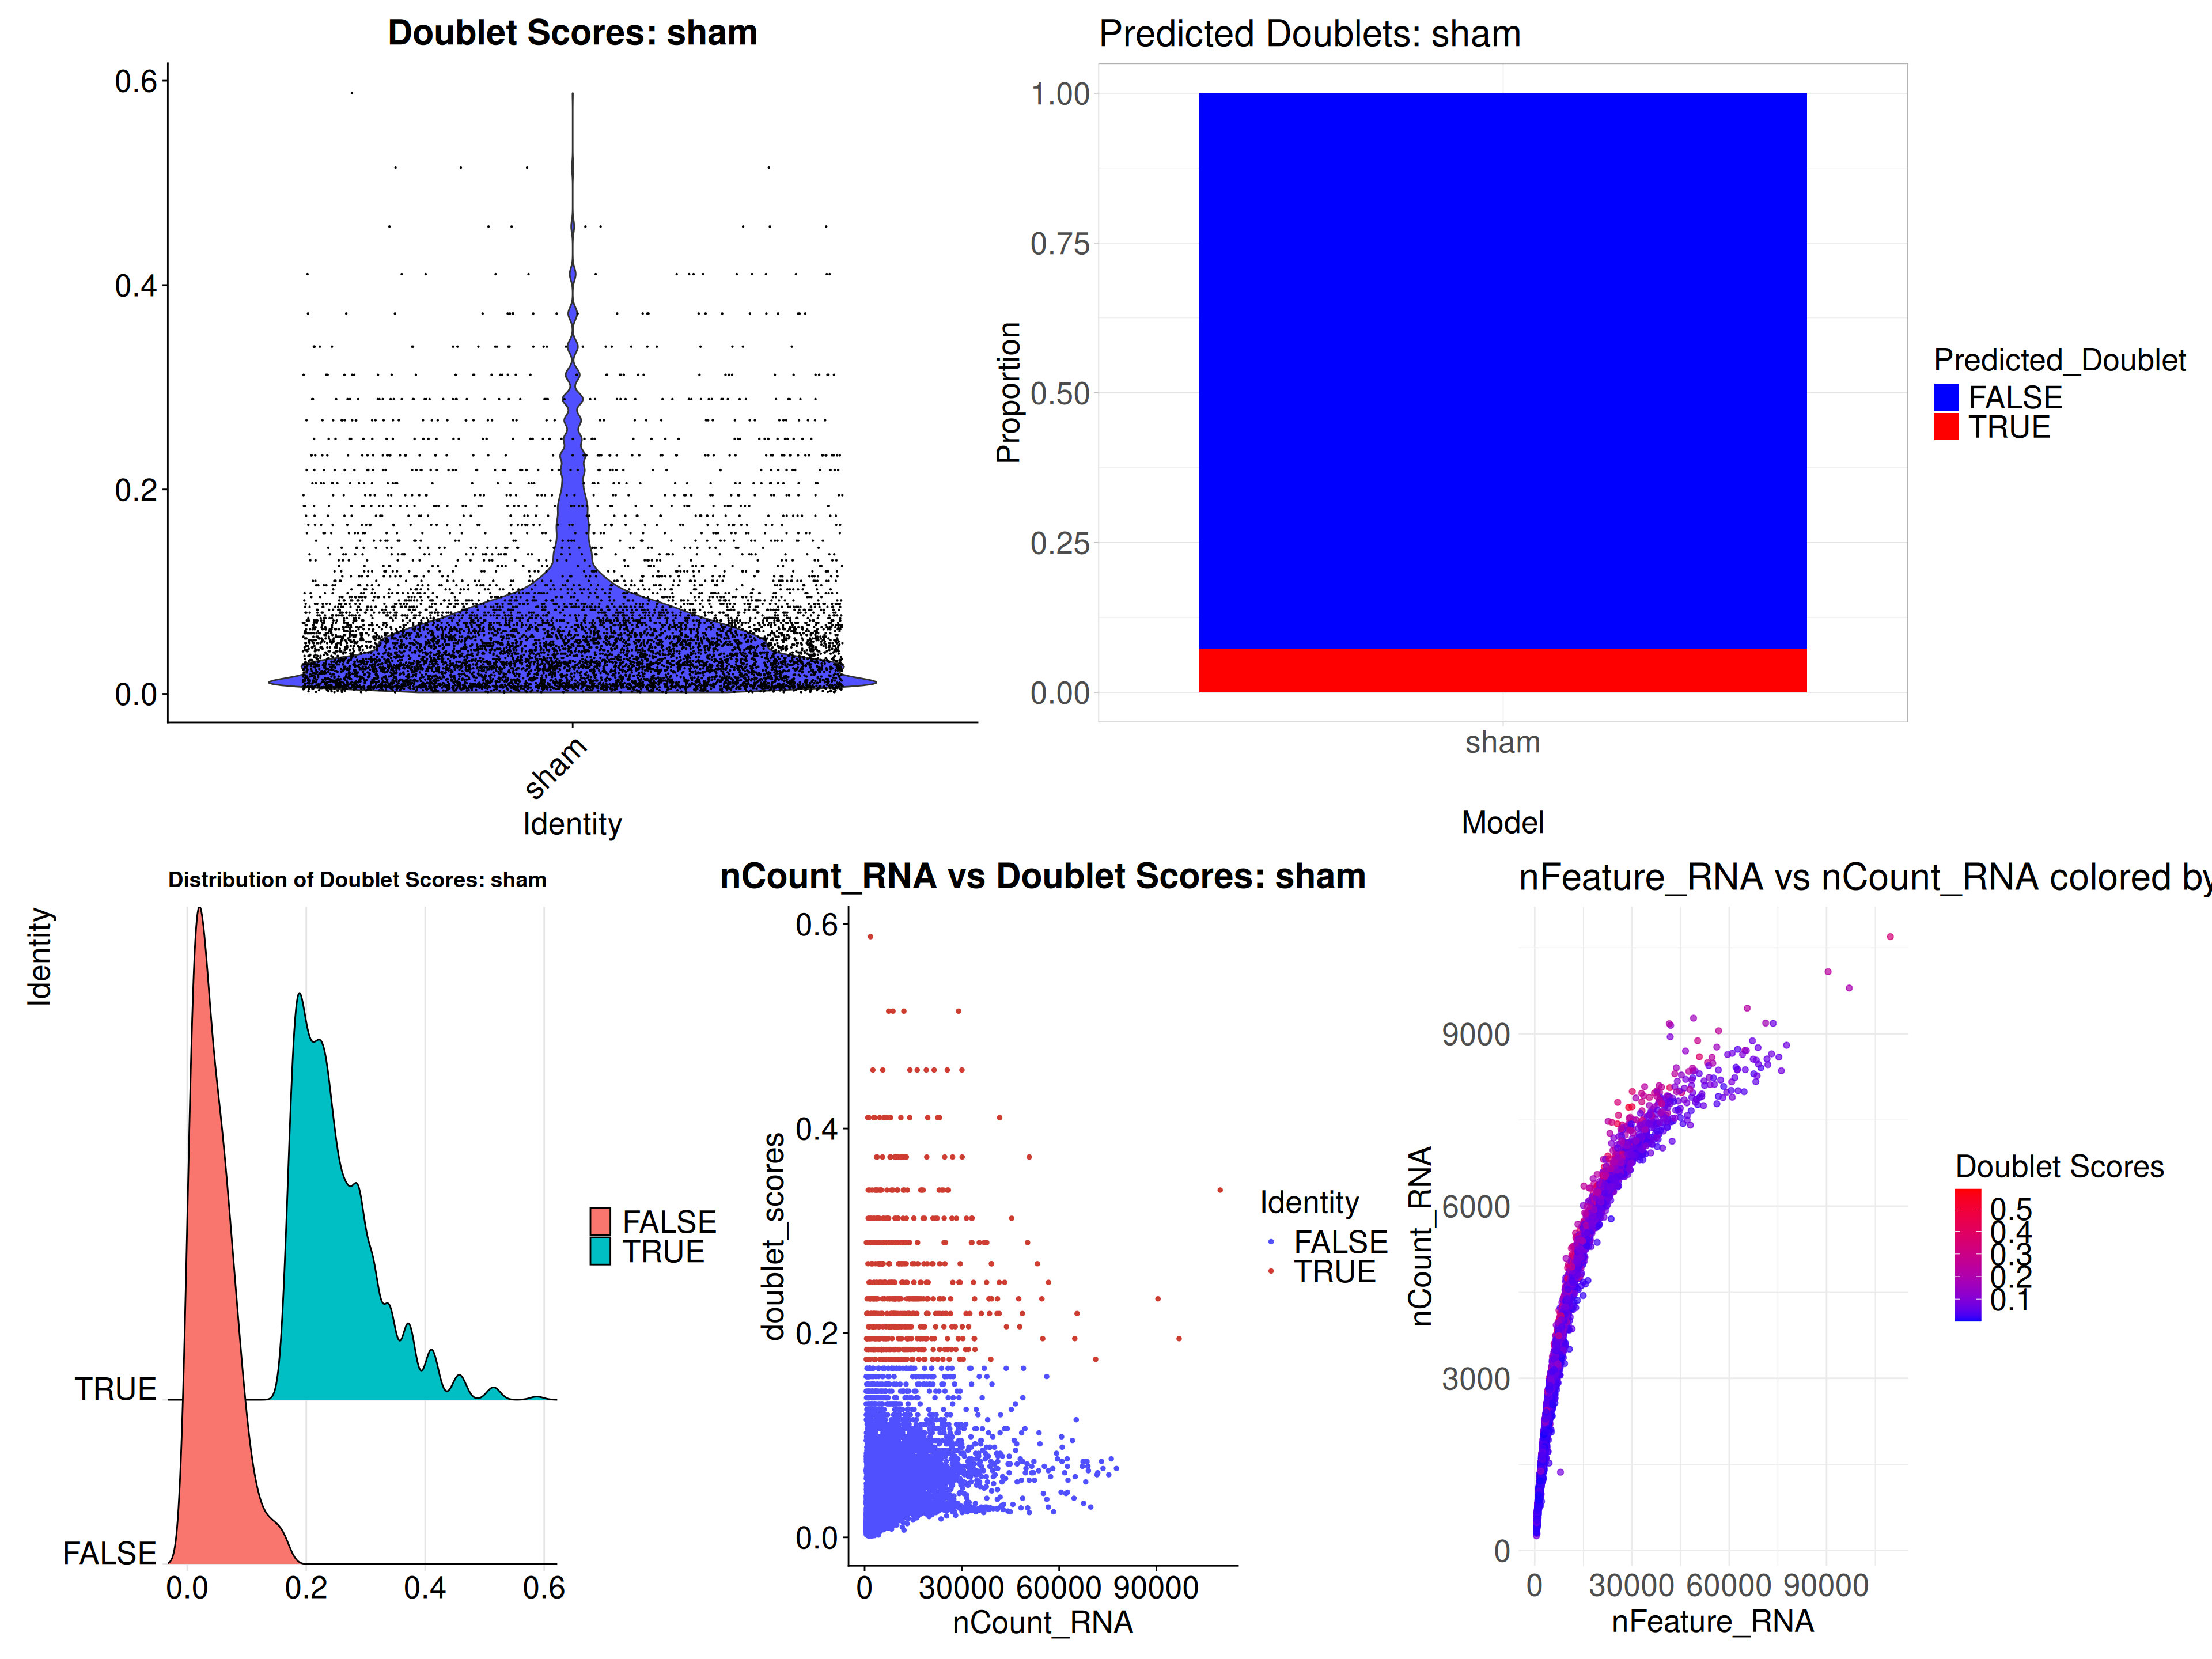 Doublet Scores: sham
0.6
0.4
0.2
0.0
sham
Identity
Predicted Doublets: sham
1.00
0.75
0.50
0.25
0.00
Proportion
sham
Model
Predicted_Doublet
FALSE
TRUE
Distribution of Doublet Scores: sham
Identity
TRUE
FALSE
0.0 0.2 0.4 0.6
FALSE
TRUE
nCount_RNA vs Doublet Scores: sham
0.6
0.4
0.2
0.0
doublet_scores
0 30000 60000 90000
nCount_RNA
Identity
FALSE
TRUE
nFeature_RNA vs nCount_RNA colored by
9000
6000
3000
0
nCount_RNA
0 30000 60000 90000
nFeature_RNA
Doublet Scores
0.5
0.4
0.3
0.2
0.1